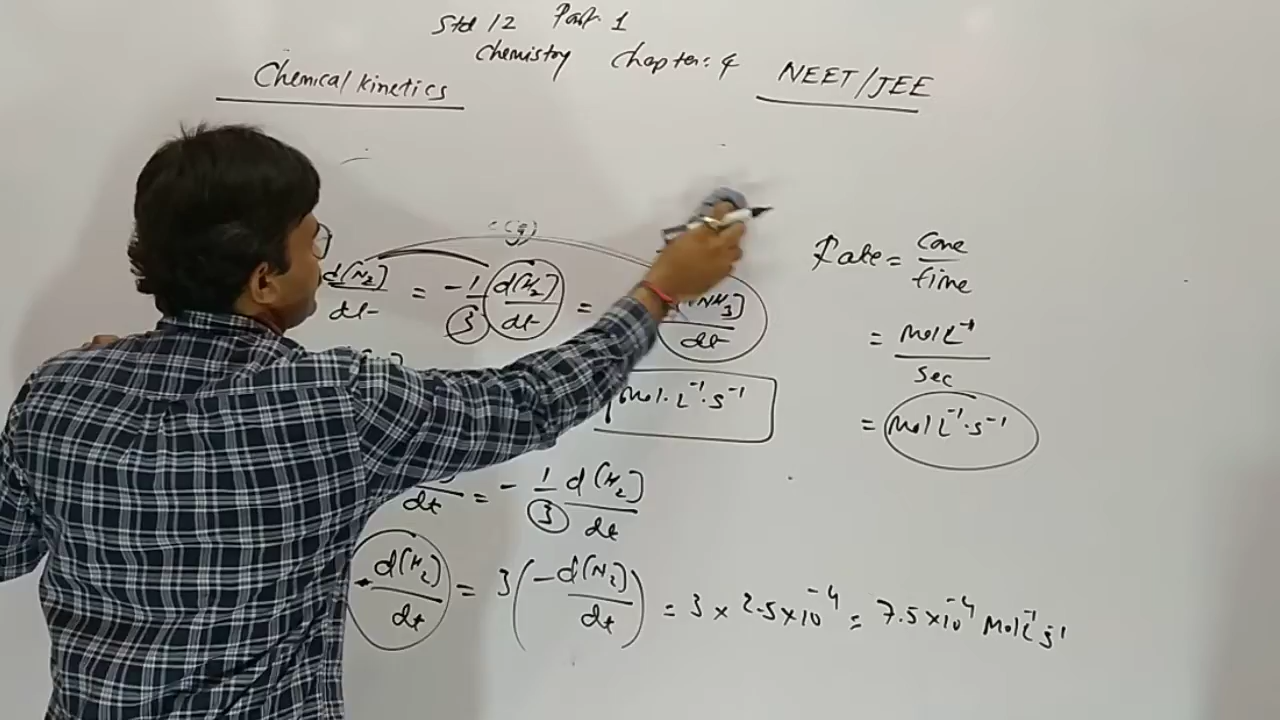 Std 12 Part 1
Chemistry Chapter: 4
NEET/JEE
Chemical kinetics
(g)
d(N2)/dt = -1/3 d(H2)/dt = NH3]/dt
Mol·L⁻¹·s⁻¹
dt = - 1/3 d(H2]/dt
-d(H2]/dt = 3(-d(N2)/dt) = 3 × 2.5×10⁻⁴ = 7.5×10⁻⁴ Mol L⁻¹ s⁻¹
Rate = Conc/time
= Mol L⁻¹/sec
= Mol L⁻¹·s⁻¹